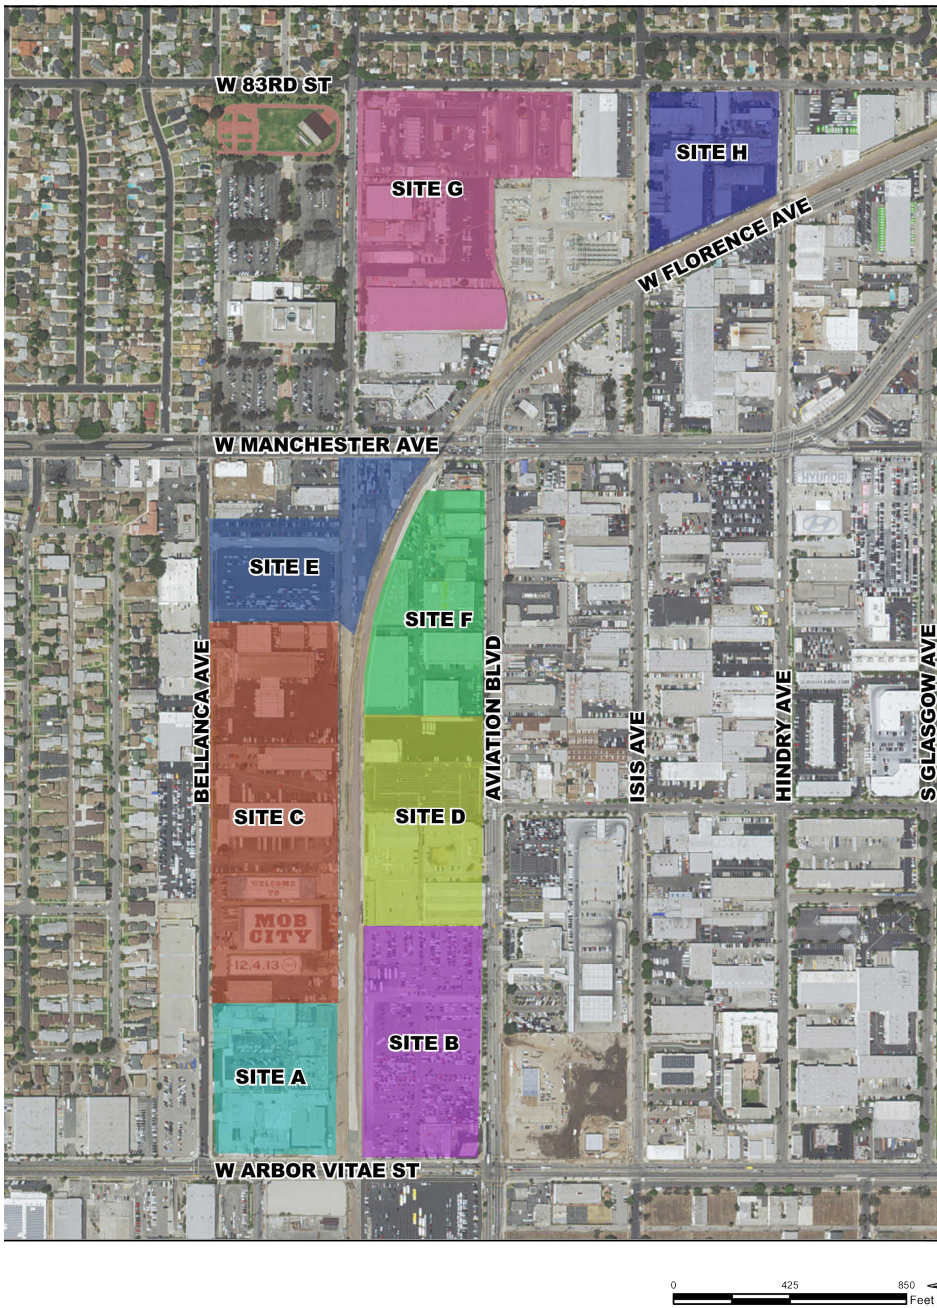 W 83RD ST
SITE H
SITE G
W FLORENCE AVE
W MANCHESTER AVE
HYUNDAI
SITE E
SITE F
BELLANCA AVE
AVIATION BLVD
ISIS AVE
HINDRY AVE
S GLASGOW AVE
SITE C
SITE D
WELCOME
TO
MOB
CITY
12.4.13
SITE B
SITE A
W ARBOR VITAE ST
0 425 850
Feet